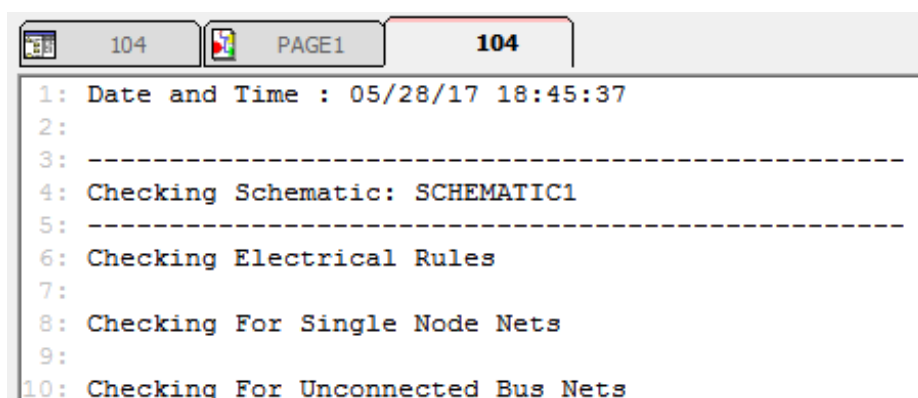 104 PAGE1 104
1: Date and Time : 05/28/17 18:45:37
2:
3: --------------------------------------------------
4: Checking Schematic: SCHEMATIC1
5: --------------------------------------------------
6: Checking Electrical Rules
7:
8: Checking For Single Node Nets
9:
10: Checking For Unconnected Bus Nets